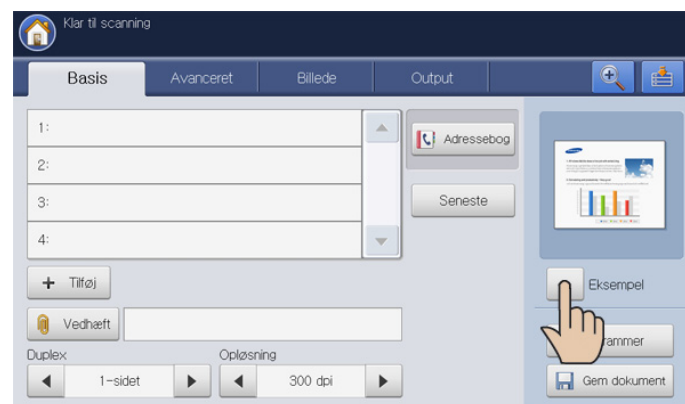 Klar til scanning
Basis
Avanceret
Billede
Output
1:
2:
3:
4:
Adressebog
Seneste
Eksempel
Tilføj
Vedhæft
Duplex
Opløsning
1-sidet
300 dpi
Gem dokument